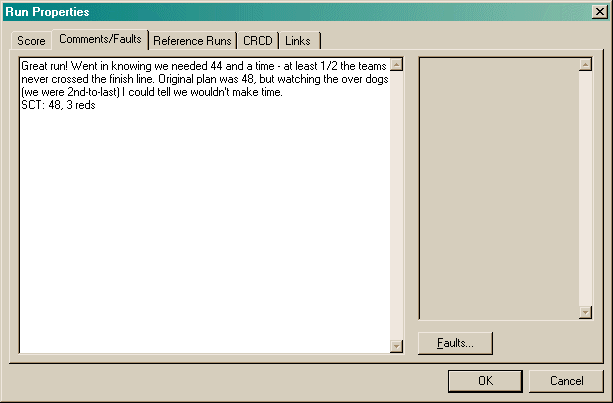 Run Properties
Score
Comments/Faults
Reference Runs
CRCD
Links
Great run! Went in knowing we needed 44 and a time - at least 1/2 the teams
never crossed the finish line. Original plan was 48, but watching the over dogs
(we were 2nd-to-last) I could tell we wouldn't make time.
SCT: 48, 3 reds
Faults...
OK
Cancel